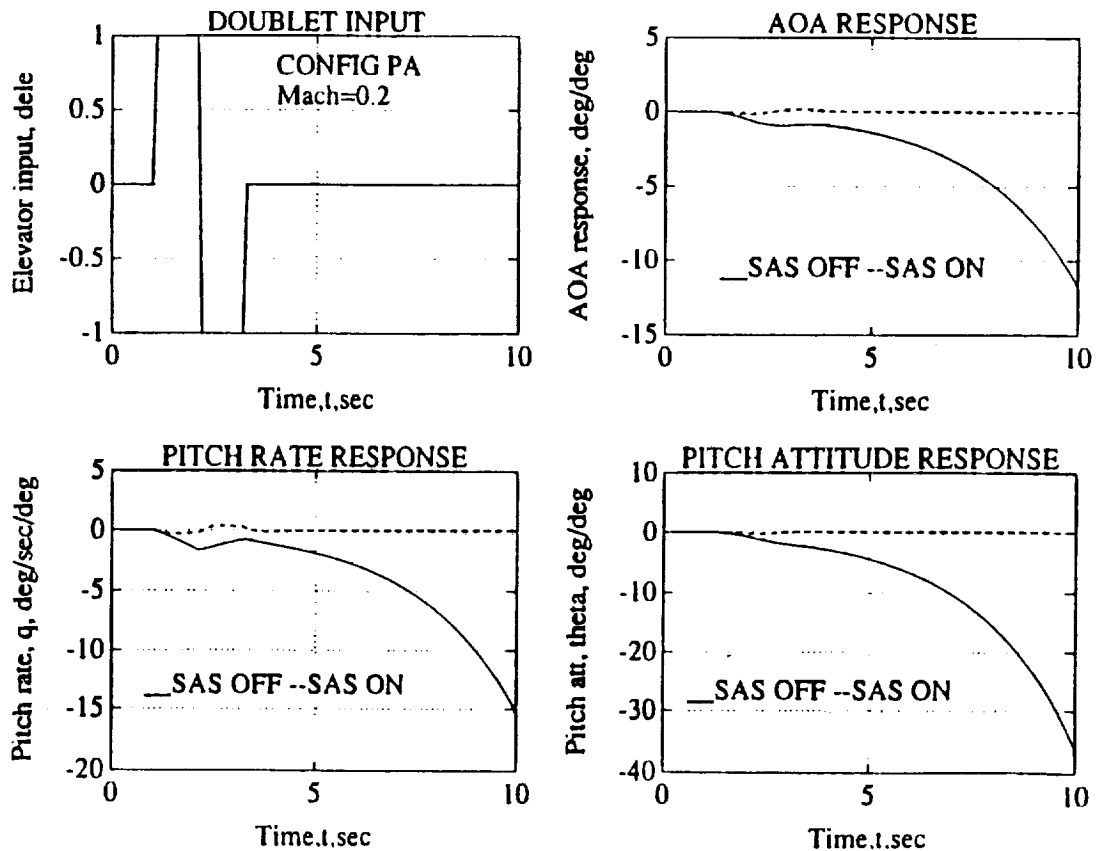 DOUBLET INPUT
1
0.5
0
-0.5
-1
0
5
10
Elevator input, dele
CONFIG PA
Mach=0.2
Time,t,sec
AOA RESPONSE
5
0
-5
-10
-15
0
5
10
AOA response, deg/deg
__SAS OFF --SAS ON
Time,t,sec
PITCH RATE RESPONSE
5
0
-5
-10
-15
-20
0
5
10
Pitch rate, q, deg/sec/deg
__SAS OFF --SAS ON
Time,t,sec
PITCH ATTITUDE RESPONSE
10
0
-10
-20
-30
-40
0
5
10
Pitch att, theta, deg/deg
__SAS OFF --SAS ON
Time,t,sec